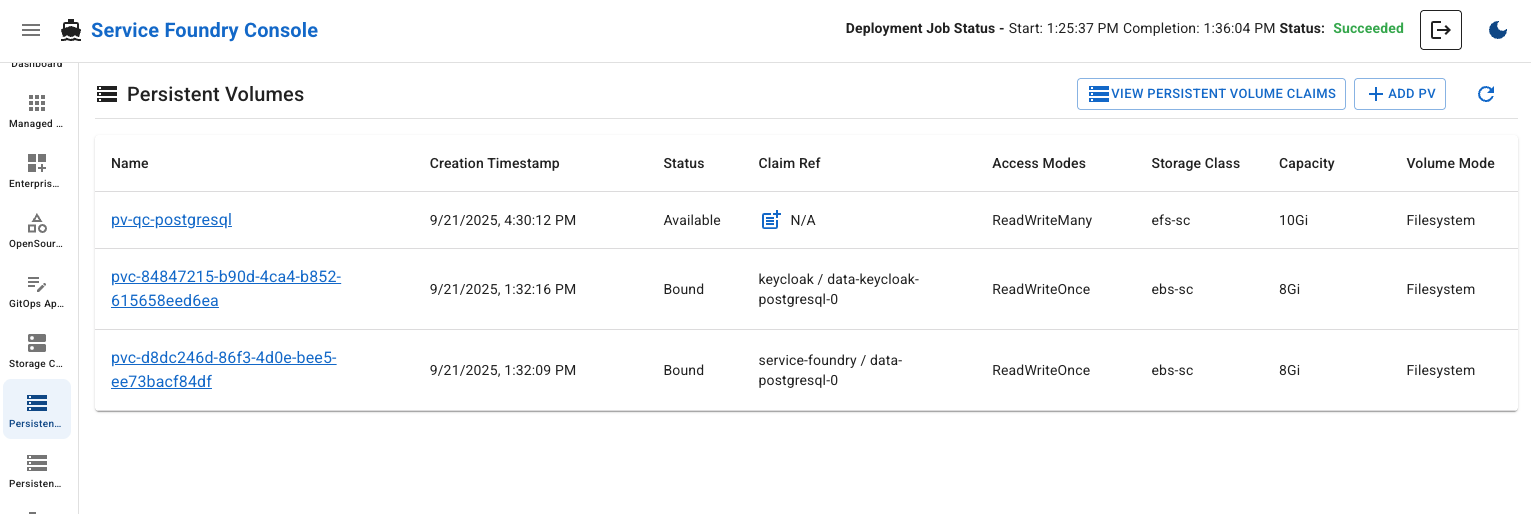 Service Foundry Console
Deployment Job Status - Start: 1:25:37 PM Completion: 1:36:04 PM Status: Succeeded
Dashboard
Managed ...
Enterpris...
OpenSour...
GitOps Ap...
Storage C...
Persisten...
Persisten...
Persistent Volumes
VIEW PERSISTENT VOLUME CLAIMS
ADD PV
Name Creation Timestamp Status Claim Ref Access Modes Storage Class Capacity Volume Mode
pv-qc-postgresql 9/21/2025, 4:30:12 PM Available N/A ReadWriteMany efs-sc 10Gi Filesystem
pvc-84847215-b90d-4ca4-b852-
615658eed6ea
9/21/2025, 1:32:16 PM Bound
keycloak / data-keycloak-
postgresql-0
ReadWriteOnce ebs-sc 8Gi Filesystem
pvc-d8dc246d-86f3-4d0e-bee5-
ee73bacf84df
9/21/2025, 1:32:09 PM Bound
service-foundry / data-
postgresql-0
ReadWriteOnce ebs-sc 8Gi Filesystem